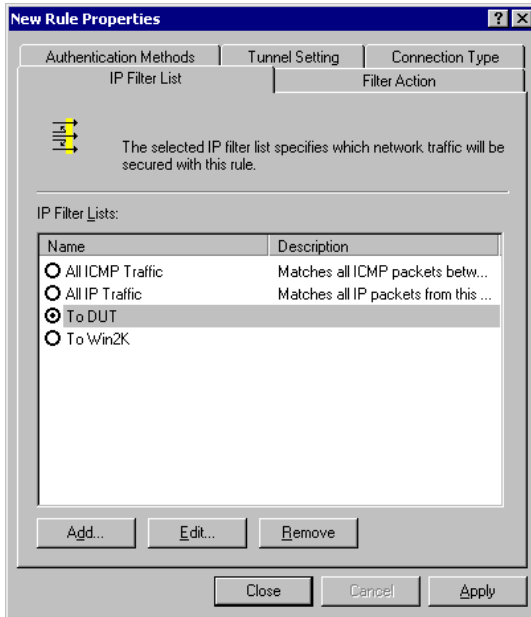 New Rule Properties
Authentication Methods Tunnel Setting Connection Type
IP Filter List Filter Action
The selected IP filter list specifies which network traffic will be
secured with this rule.
IP Filter Lists:
Name Description
All ICMP Traffic Matches all ICMP packets betw...
All IP Traffic Matches all IP packets from this ...
To DUT
To Win2K
Add... Edit... Remove
Close Cancel Apply